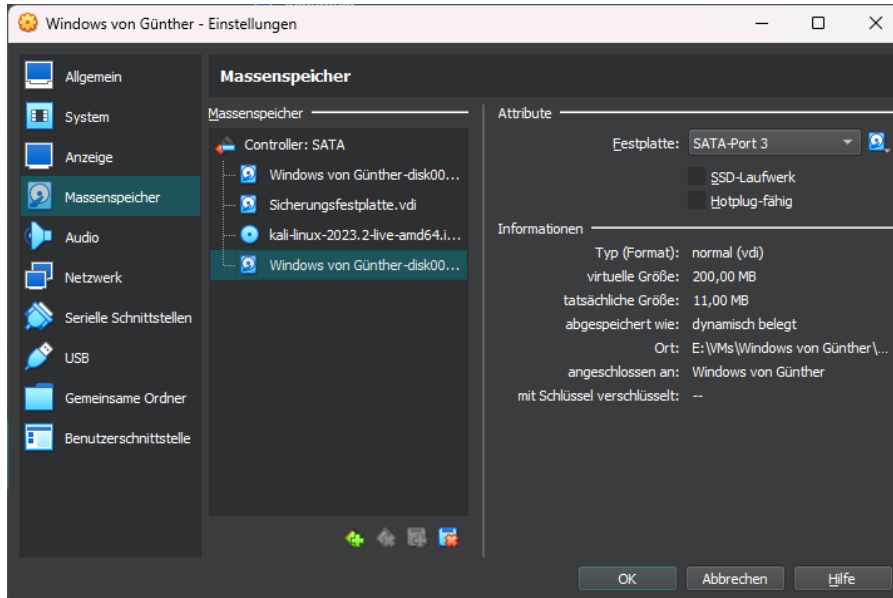 Windows von Günther - Einstellungen
Allgemein
System
Anzeige
Massenspeicher
Audio
Netzwerk
Serielle Schnittstellen
USB
Gemeinsame Ordner
Benutzerschnittstelle
Massenspeicher
Massenspeicher
Controller: SATA
Windows von Günther-disk00...
Sicherungsfestplatte.vdi
kali-linux-2023.2-live-amd64.i...
Windows von Günther-disk00...
Attribute
Festplatte: SATA-Port 3
SSD-Laufwerk
Hotplug-fähig
Informationen
Typ (Format): normal (vdi)
virtuelle Größe: 200,00 MB
tatsächliche Größe: 11,00 MB
abgespeichert wie: dynamisch belegt
Ort: E:\VMs\Windows von Günther\...
angeschlossen an: Windows von Günther
mit Schlüssel verschlüsselt: --
OK
Abbrechen
Hilfe